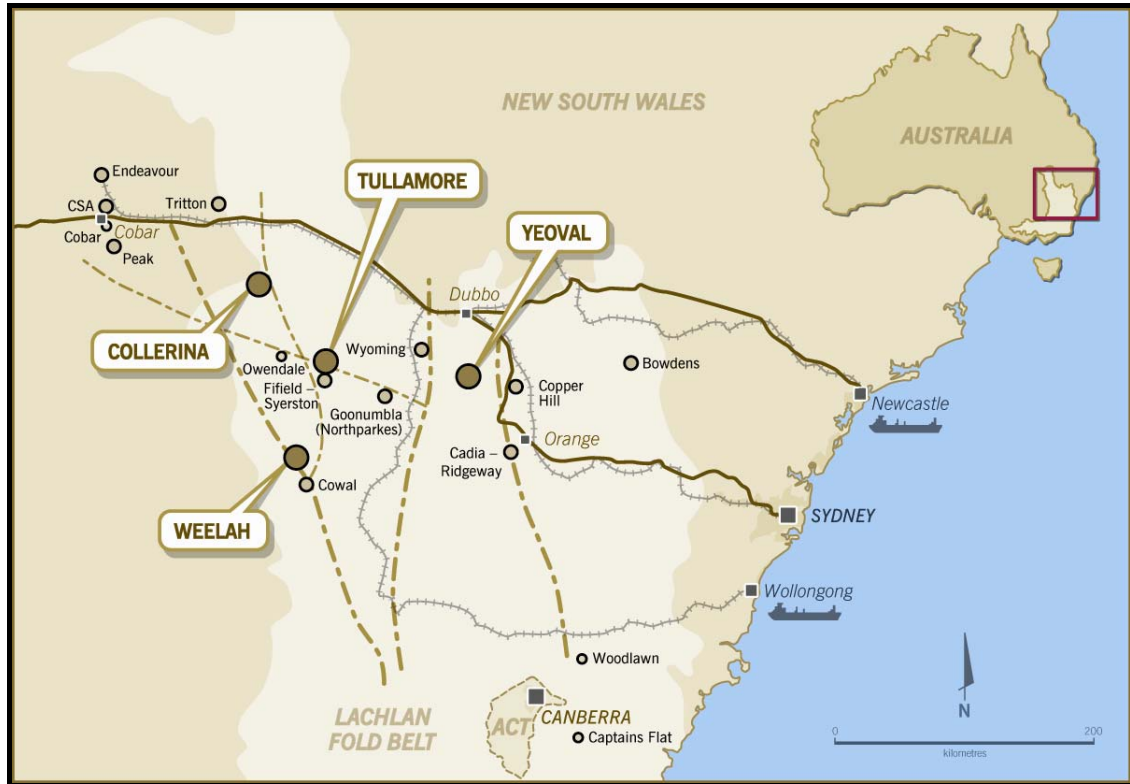 NEW SOUTH WALES
AUSTRALIA
Endeavour
TULLAMORE
CSA
Tritton
Cobar
Cobar
YEOVAL
Peak
Dubbo
COLLERINA
Wyoming
Owendale
Bowdens
Fifield –
Syerston
Copper
Hill
Goonumbla
(Northparkes)
Newcastle
Orange
Cadia –
Ridgeway
Cowal
WEELAH
SYDNEY
Wollongong
Woodlawn
LACHLAN
FOLD BELT
ACT
CANBERRA
Captains Flat
N
0
200
kilometres